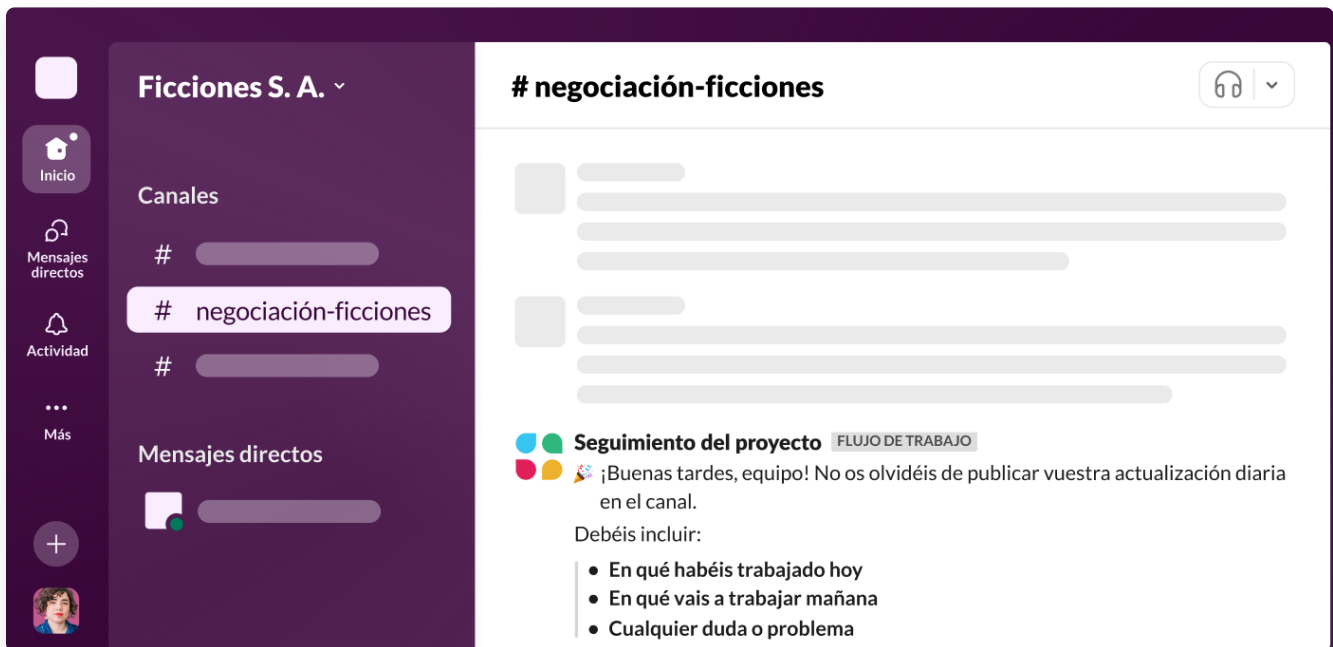 Ficciones S. A.
# negociación-ficciones
Inicio
Canales
Mensajes
directos
#
# negociación-ficciones
#
Actividad
Más
Mensajes directos
Seguimiento del proyecto FLUJO DE TRABAJO
🎉 ¡Buenas tardes, equipo! No os olvidéis de publicar vuestra actualización diaria
en el canal.
Debéis incluir:
• En qué habéis trabajado hoy
• En qué vais a trabajar mañana
• Cualquier duda o problema